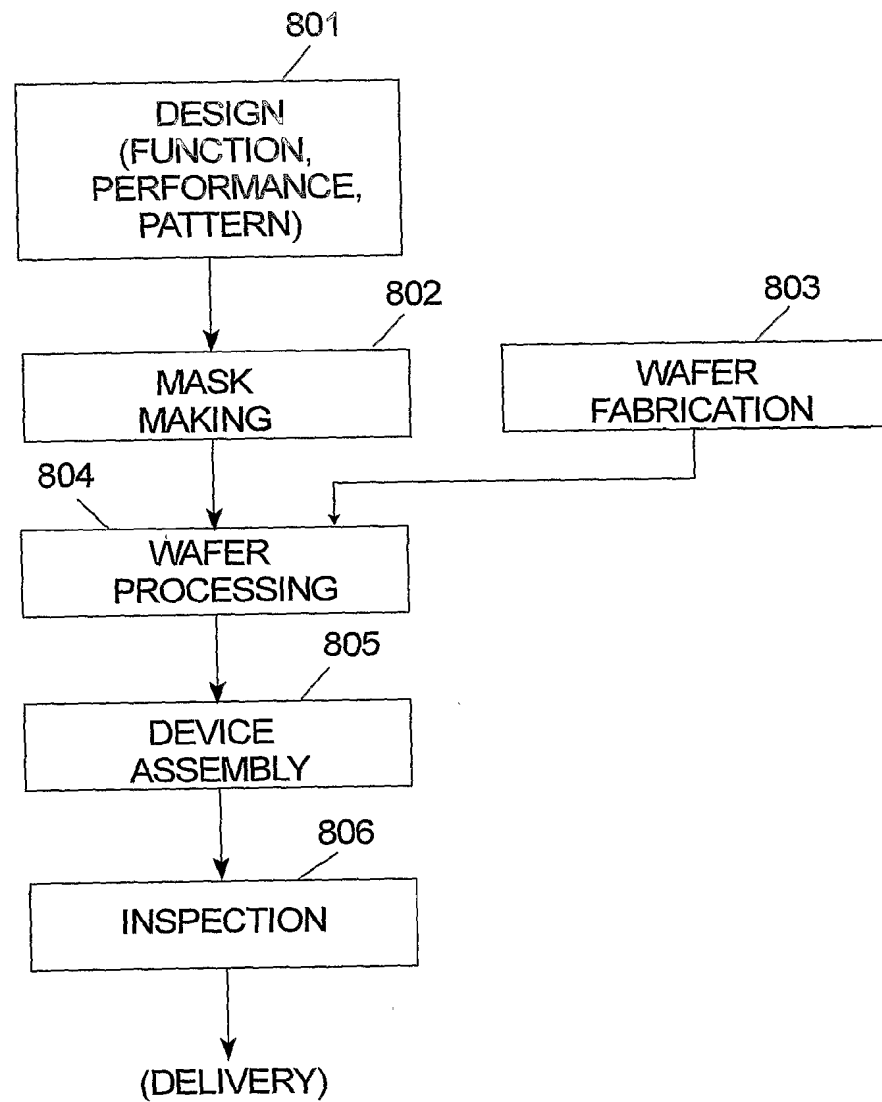 801
DESIGN
(FUNCTION,
PERFORMANCE,
PATTERN)
802
MASK
MAKING
803
WAFER
FABRICATION
804
WAFER
PROCESSING
805
DEVICE
ASSEMBLY
806
INSPECTION
(DELIVERY)